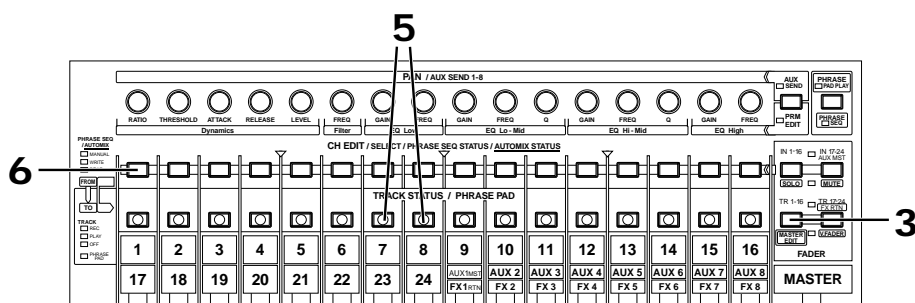 5
PAN / AUX SEND 1-8
AUX SEND
PHRASE
PAD PLAY
RATIO THRESHOLD ATTACK RELEASE LEVEL FREQ GAIN FREQ GAIN FREQ Q GAIN FREQ Q GAIN FREQ
PRM EDIT
PHRASE SEQ
Dynamics Filter EQ Low EQ Lo - Mid EQ Hi - Mid EQ High
PHRASE SEQ
/AUTOMIX
CH EDIT / SELECT / PHRASE SEQ STATUS / AUTOMIX STATUS
MANUAL
WRITE
IN 1-16 IN 17-24
AUX MST
6
FROM
SOLO MUTE
TO
TRACK STATUS / PHRASE PAD
TR 1-16 TR 17-24
FX RTN
TRACK
REC
PLAY
OFF
3
MASTER EDIT V.FADER
PHRASE PAD
1 2 3 4 5 6 7 8 9 10 11 12 13 14 15 16
FADER
17 18 19 20 21 22 23 24 AUX1MST AUX 2 AUX 3 AUX 4 AUX 5 AUX 6 AUX 7 AUX 8
MASTER
FX1RTN FX 2 FX 3 FX 4 FX 5 FX 6 FX 7 FX 8